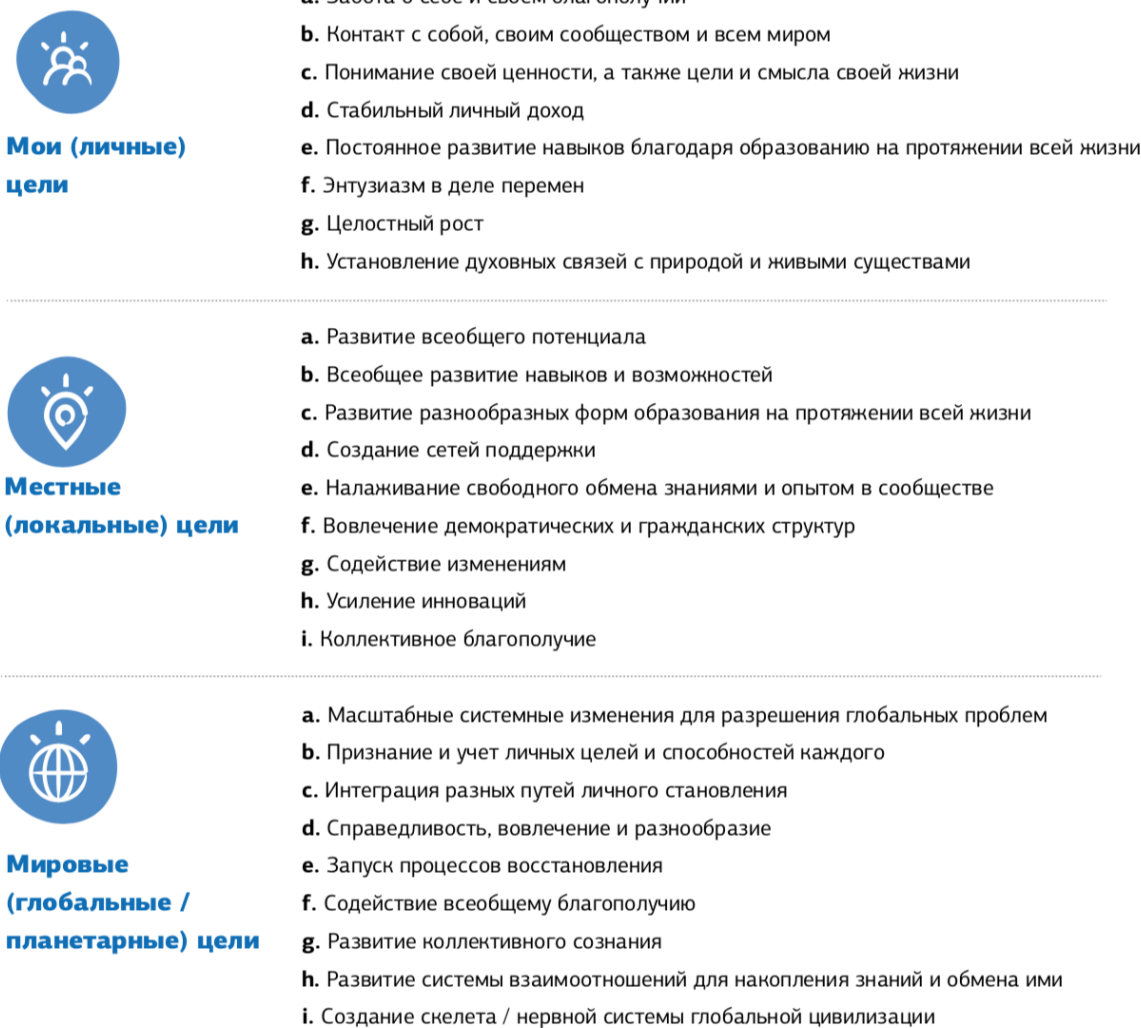 a. Забота о себе и своем благополучии
b. Контакт с собой, своим сообществом и всем миром
c. Понимание своей ценности, а также цели и смысла своей жизни
d. Стабильный личный доход
Мои (личные)
цели
e. Постоянное развитие навыков благодаря образованию на протяжении всей жизни
f. Энтузиазм в деле перемен
g. Целостный рост
h. Установление духовных связей с природой и живыми существами
a. Развитие всеобщего потенциала
b. Всеобщее развитие навыков и возможностей
c. Развитие разнообразных форм образования на протяжении всей жизни
d. Создание сетей поддержки
Местные
(локальные) цели
e. Налаживание свободного обмена знаниями и опытом в сообществе
f. Вовлечение демократических и гражданских структур
g. Содействие изменениям
h. Усиление инноваций
i. Коллективное благополучие
a. Масштабные системные изменения для разрешения глобальных проблем
b. Признание и учет личных целей и способностей каждого
c. Интеграция разных путей личного становления
d. Справедливость, вовлечение и разнообразие
Мировые
(глобальные /
планетарные) цели
e. Запуск процессов восстановления
f. Содействие всеобщему благополучию
g. Развитие коллективного сознания
h. Развитие системы взаимоотношений для накопления знаний и обмена ими
i. Создание скелета / нервной системы глобальной цивилизации